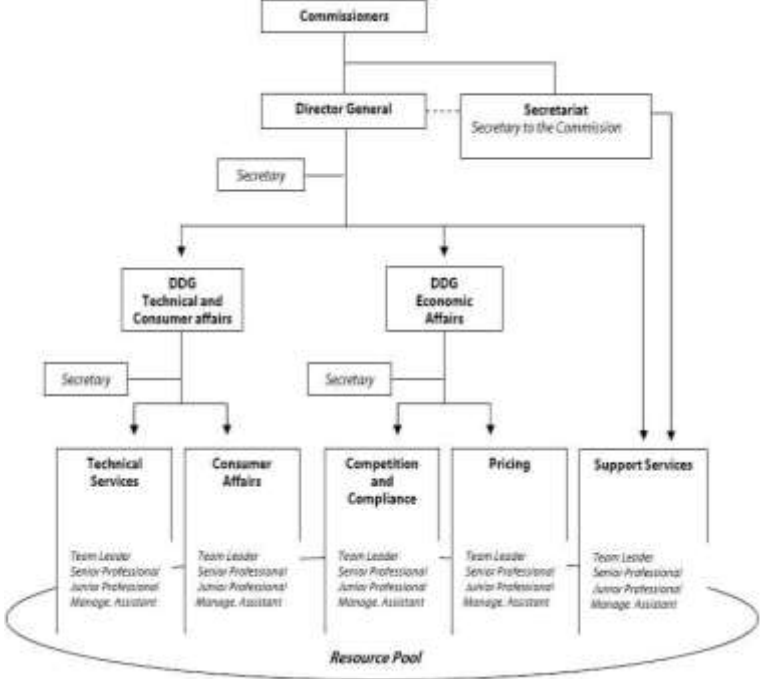 Commissioners
Director General
Secretariat
Secretary to the Commission
Secretary
DDG
Technical and
Consumer affairs
DDG
Economic
Affairs
Secretary
Secretary
Technical
Services
Consumer
Affairs
Competition
and
Compliance
Pricing
Support Services
Team Leader
Senior Professional
Junior Professional
Manage. Assistant
Team Leader
Senior Professional
Junior Professional
Manage. Assistant
Team Leader
Senior Professional
Junior Professional
Manage. Assistant
Team Leader
Senior Professional
Junior Professional
Manage. Assistant
Team Leader
Senior Professional
Junior Professional
Manage. Assistant
Resource Pool